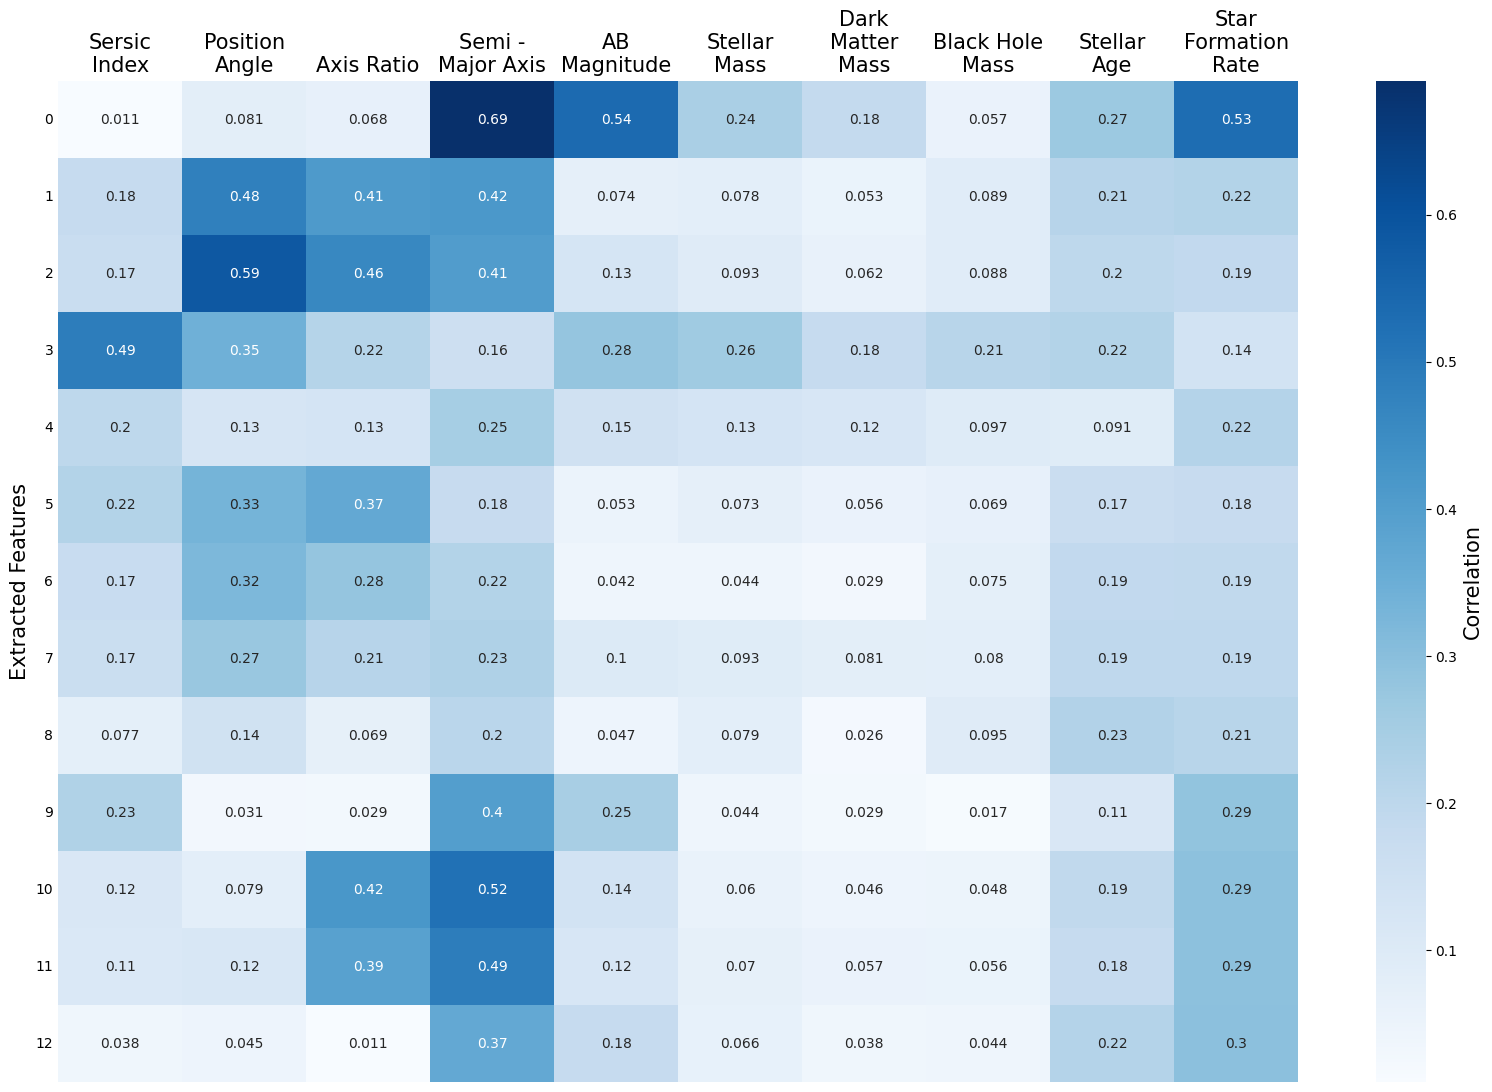 Sersic
Index
Position
Angle
Axis Ratio
Semi -
Major Axis
AB
Magnitude
Stellar
Mass
Dark
Matter
Mass
Black Hole
Mass
Stellar
Age
Star
Formation
Rate
0 0.011 0.081 0.068 0.69 0.54 0.24 0.18 0.057 0.27 0.53
1 0.18 0.48 0.41 0.42 0.074 0.078 0.053 0.089 0.21 0.22
2 0.17 0.59 0.46 0.41 0.13 0.093 0.062 0.088 0.2 0.19
3 0.49 0.35 0.22 0.16 0.28 0.26 0.18 0.21 0.22 0.14
4 0.2 0.13 0.13 0.25 0.15 0.13 0.12 0.097 0.091 0.22
5 0.22 0.33 0.37 0.18 0.053 0.073 0.056 0.069 0.17 0.18
6 0.17 0.32 0.28 0.22 0.042 0.044 0.029 0.075 0.19 0.19
7 0.17 0.27 0.21 0.23 0.1 0.093 0.081 0.08 0.19 0.19
8 0.077 0.14 0.069 0.2 0.047 0.079 0.026 0.095 0.23 0.21
9 0.23 0.031 0.029 0.4 0.25 0.044 0.029 0.017 0.11 0.29
10 0.12 0.079 0.42 0.52 0.14 0.06 0.046 0.048 0.19 0.29
11 0.11 0.12 0.39 0.49 0.12 0.07 0.057 0.056 0.18 0.29
12 0.038 0.045 0.011 0.37 0.18 0.066 0.038 0.044 0.22 0.3
Extracted Features
0.6
0.5
0.4
0.3
0.2
0.1
Correlation